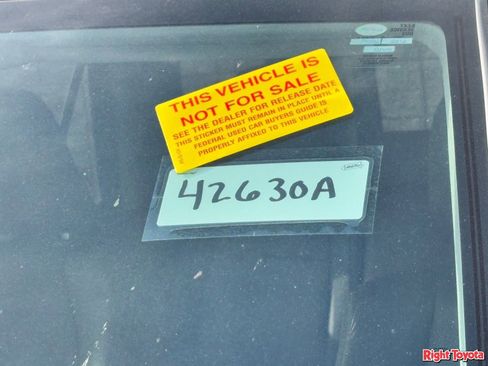 THIS VEHICLE IS
NOT FOR SALE
SEE THE DEALER FOR RELEASE DATE
THIS STICKER MUST REMAIN IN PLACE UNTIL A
FEDERAL USED CAR BUYERS GUIDE IS
PROPERLY AFFIXED TO THIS VEHICLE
42630A
Right Toyota